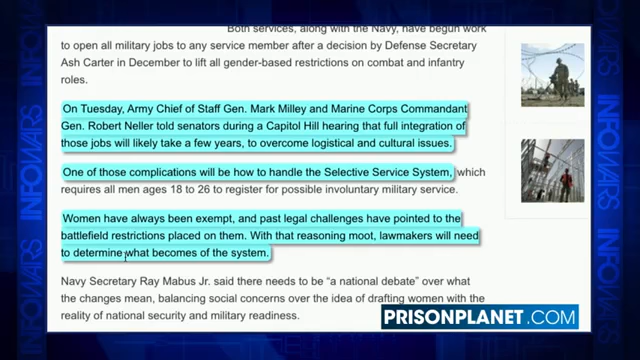 Both services, along with the Navy, have begun work
to open all military jobs to any service member after a decision by Defense Secretary
Ash Carter in December to lift all gender-based restrictions on combat and infantry
roles.
On Tuesday, Army Chief of Staff Gen. Mark Milley and Marine Corps Commandant
Gen. Robert Neller told senators during a Capitol Hill hearing that full integration of
those jobs will likely take a few years, to overcome logistical and cultural issues.
One of those complications will be how to handle the Selective Service System, which
requires all men ages 18 to 26 to register for possible involuntary military service.
Women have always been exempt, and past legal challenges have pointed to the
battlefield restrictions placed on them. With that reasoning moot, lawmakers will need
to determine what becomes of the system.
Navy Secretary Ray Mabus Jr. said there needs to be “a national debate” over what
the changes mean, balancing social concerns over the idea of drafting women with the
reality of national security and military readiness.
PRISONPLANET.COM
INFOWARS
INFOWARS